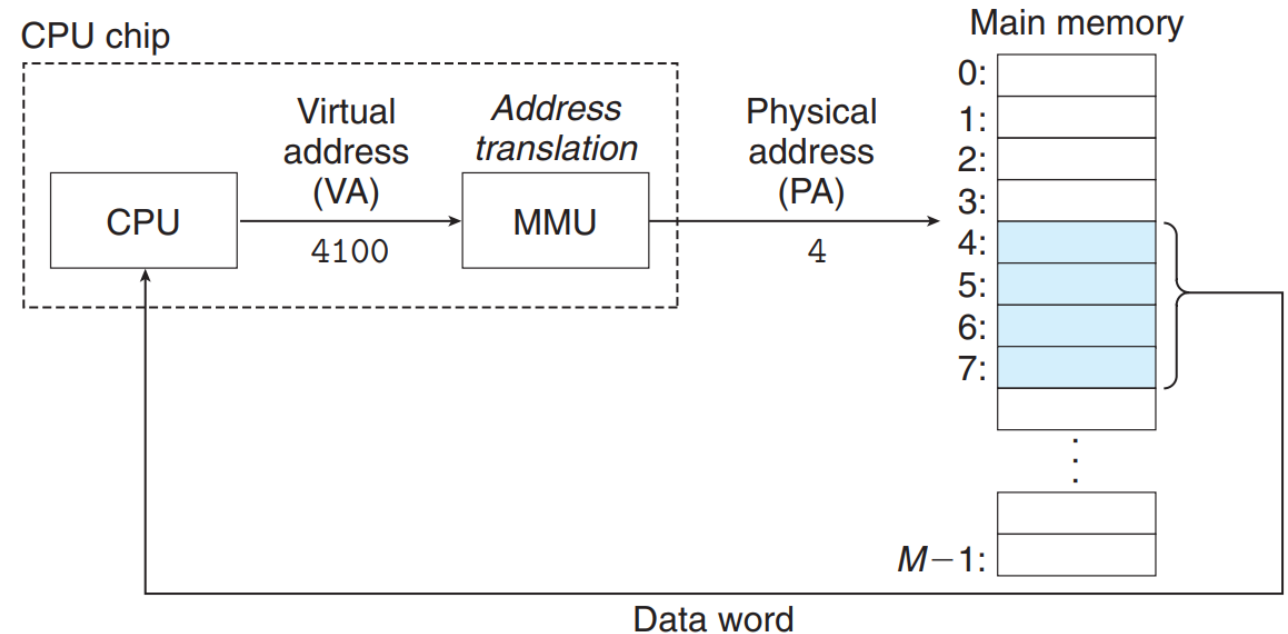 CPU chip
Main memory
Virtual
address
(VA)
4100
Address
translation
CPU
MMU
Physical
address
(PA)
4
0:
1:
2:
3:
4:
5:
6:
7:
M−1:
Data word